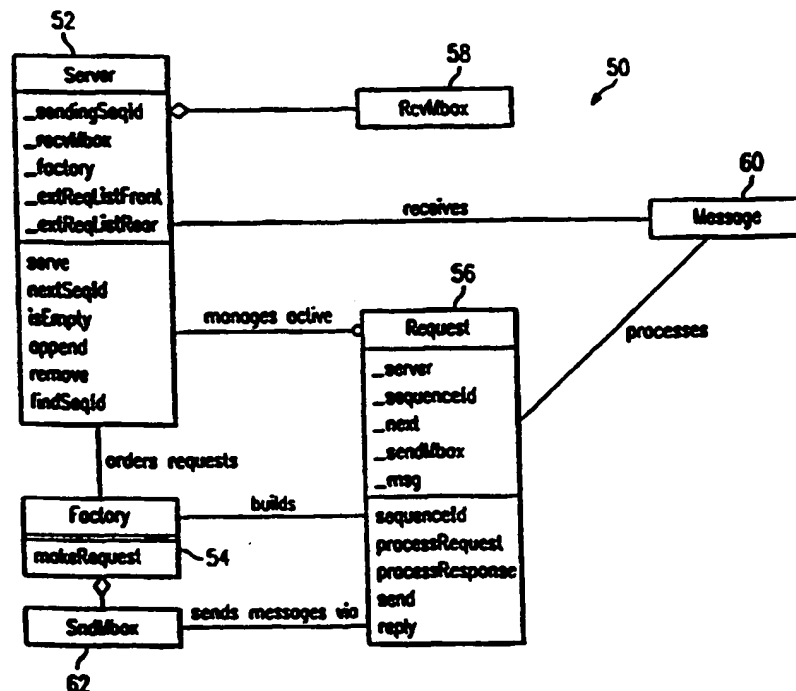 52
Server
_sendingSeqId
_recvMbox
_factory
_extReqListFront
_extReqListRear
serve
nextSeqId
isEmpty
append
remove
findSeqId
58
RcvMbox
50
receives
60
Message
manages active
56
Request
_server
_sequenceId
_next
_sendMbox
_msg
sequenceId
processRequest
processResponse
send
reply
processes
orders requests
Factory
makeRequest
54
builds
SndMbox
62
sends messages via